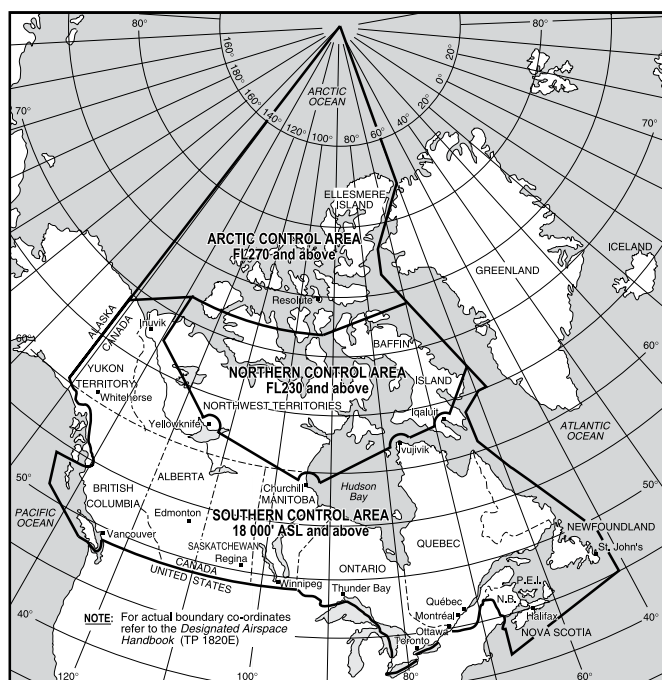 80°
80°
160°
180°
160°
140°
120°
100°
80°
60°
40°
20°
0°
20°
ARCTIC
OCEAN
70°
70°
ELLESMERE
ISLAND
ARCTIC CONTROL AREA
FL270 and above
ICELAND
GREENLAND
Resolute
ALASKA
CANADA
Inuvik
60°
60°
BAFFIN
ISLAND
NORTHERN CONTROL AREA
FL230 and above
YUKON
TERRITORY
Whitehorse
NORTHWEST TERRITORIES
Yellowknife
Iqaluit
Ivujivik
ATLANTIC
OCEAN
50°
50°
ALBERTA
Churchill
MANITOBA
Hudson
Bay
BRITISH
COLUMBIA
Edmonton
SOUTHERN CONTROL AREA
18 000' ASL and above
PACIFIC
OCEAN
NEWFOUNDLAND
Vancouver
QUEBEC
St. John's
SASKATCHEWAN
Regina
ONTARIO
CANADA
UNITED STATES
Winnipeg
Thunder Bay
P.E.I.
N.B.
Québec
Montréal
Halifax
Ottawa
NOVA SCOTIA
Toronto
40°
40°
NOTE: For actual boundary co-ordinates
refer to the Designated Airspace
Handbook (TP 1820E)
120°
100°
80°
60°